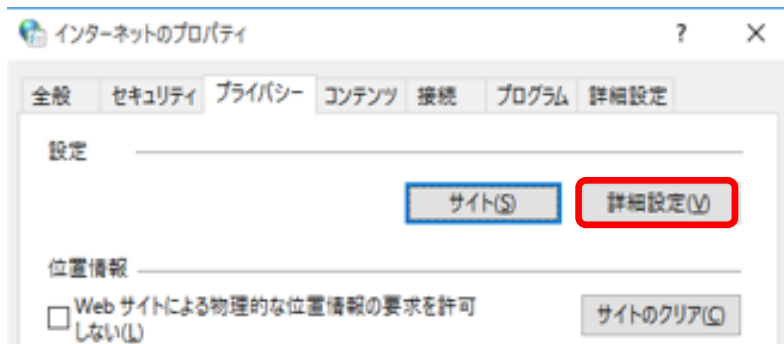 インターネットのプロパティ ? ×
全般 セキュリティ プライバシー コンテンツ 接続 プログラム 詳細設定
設定
サイト(S) 詳細設定(V)
位置情報
Web サイトによる物理的な位置情報の要求を許可
しない(L)
サイトのクリア(C)